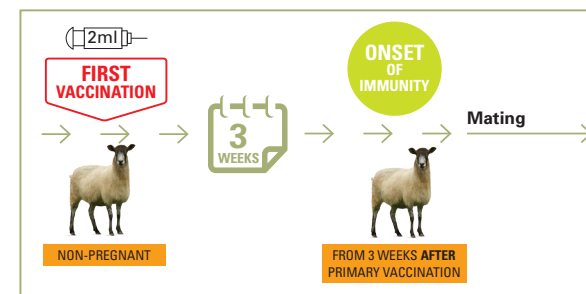 2ml
FIRST
VACCINATION
NON-PREGNANT
3
WEEKS
ONSET
OF
IMMUNITY
FROM 3 WEEKS AFTER
PRIMARY VACCINATION
Mating